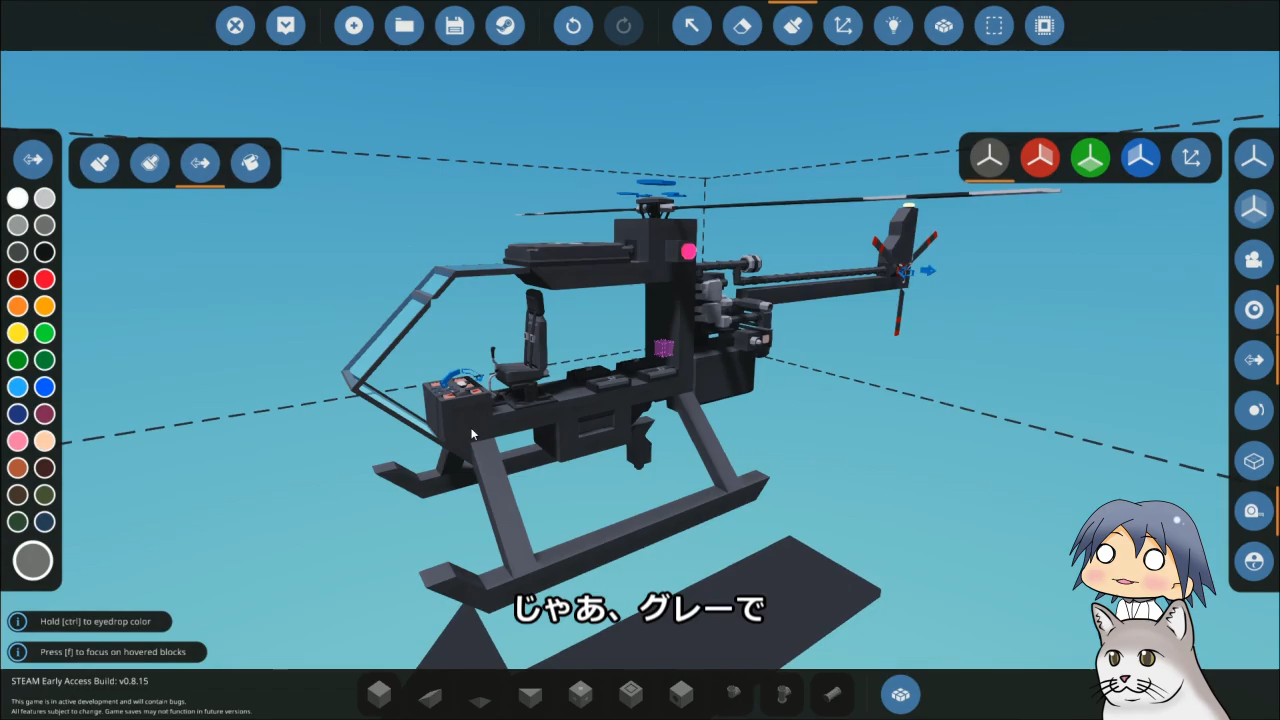 じゃあ、グレーで
Hold [ctrl] to eyedrop color
Press [f] to focus on hovered blocks
STEAM Early Access Build: v0.8.15
This game is in active development and will contain bugs.
All features subject to change. Game saves may not function in future versions.